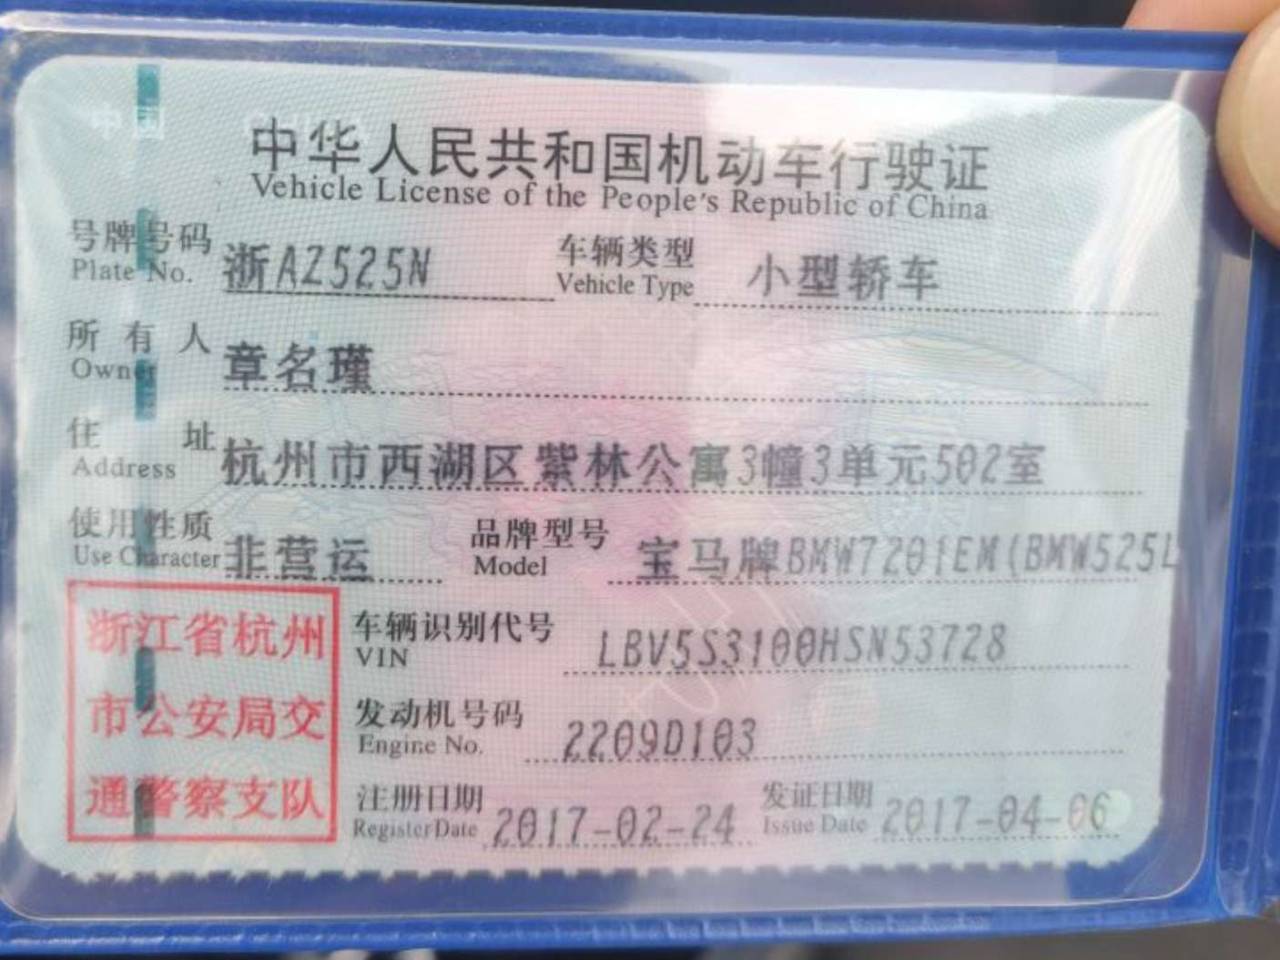 中华人民共和国机动车行驶证
Vehicle License of the People's Republic of China
号牌号码 浙AZ525N 车辆类型 小型轿车
Plate No. Vehicle Type
所有人 章名瑾
Owner
住址 杭州市西湖区紫林公寓3幢3单元502室
Address
使用性质 非营运 品牌型号 宝马牌BMW7201EM(BMW525L
Use Character Model
浙江省杭州
市公安局交
通警察支队
车辆识别代号 LBV5S3100HSN53728
VIN
发动机号码 2209D103
Engine No.
注册日期 2017-02-24 发证日期 2017-04-06
Register Date Issue Date